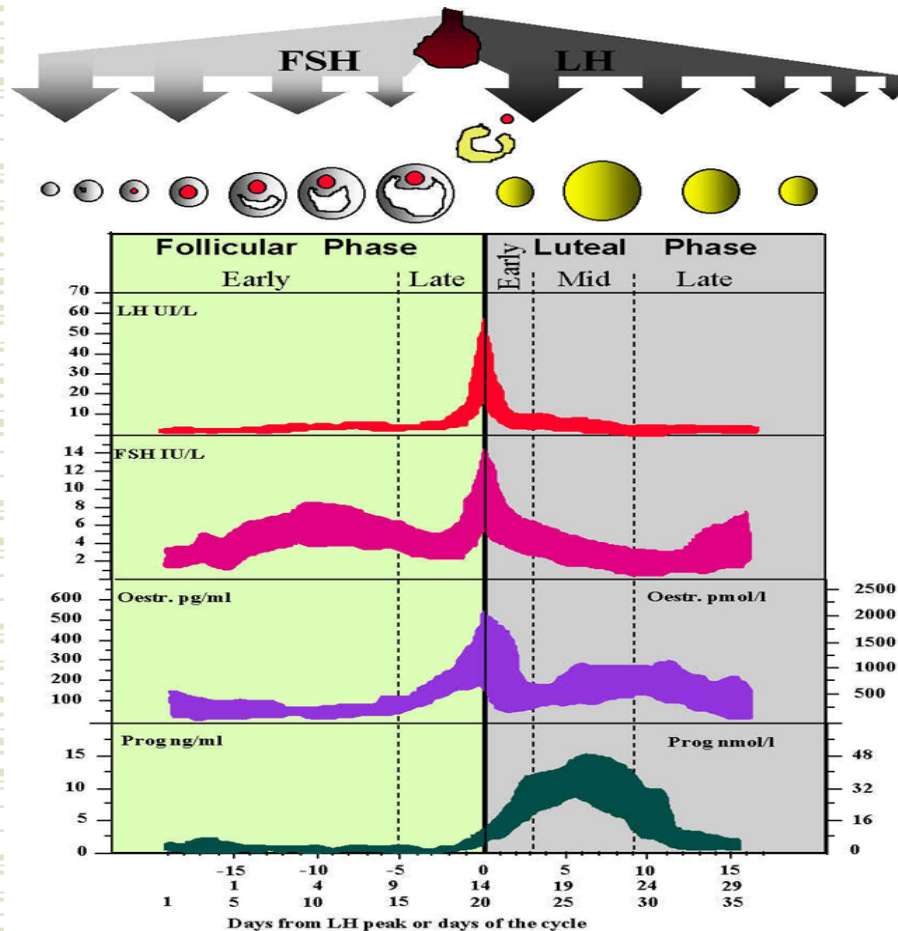 FSH LH
Follicular Phase Luteal Phase
Early Late Early Mid Late
70
LH UI/L
60
50
40
30
20
10
FSH IU/L
14
12
10
8
6
4
2
Oestr. pg/ml Oestr. pmol/l
600 2500
500 2000
400 1500
300 1000
200 500
100
Prog ng/ml Prog nmol/l
15 48
10 32
5 16
0 0
-15 -10 -5 0 5 10 15
1 4 9 14 19 24 29
1 5 10 15 20 25 30 35
Days from LH peak or days of the cycle